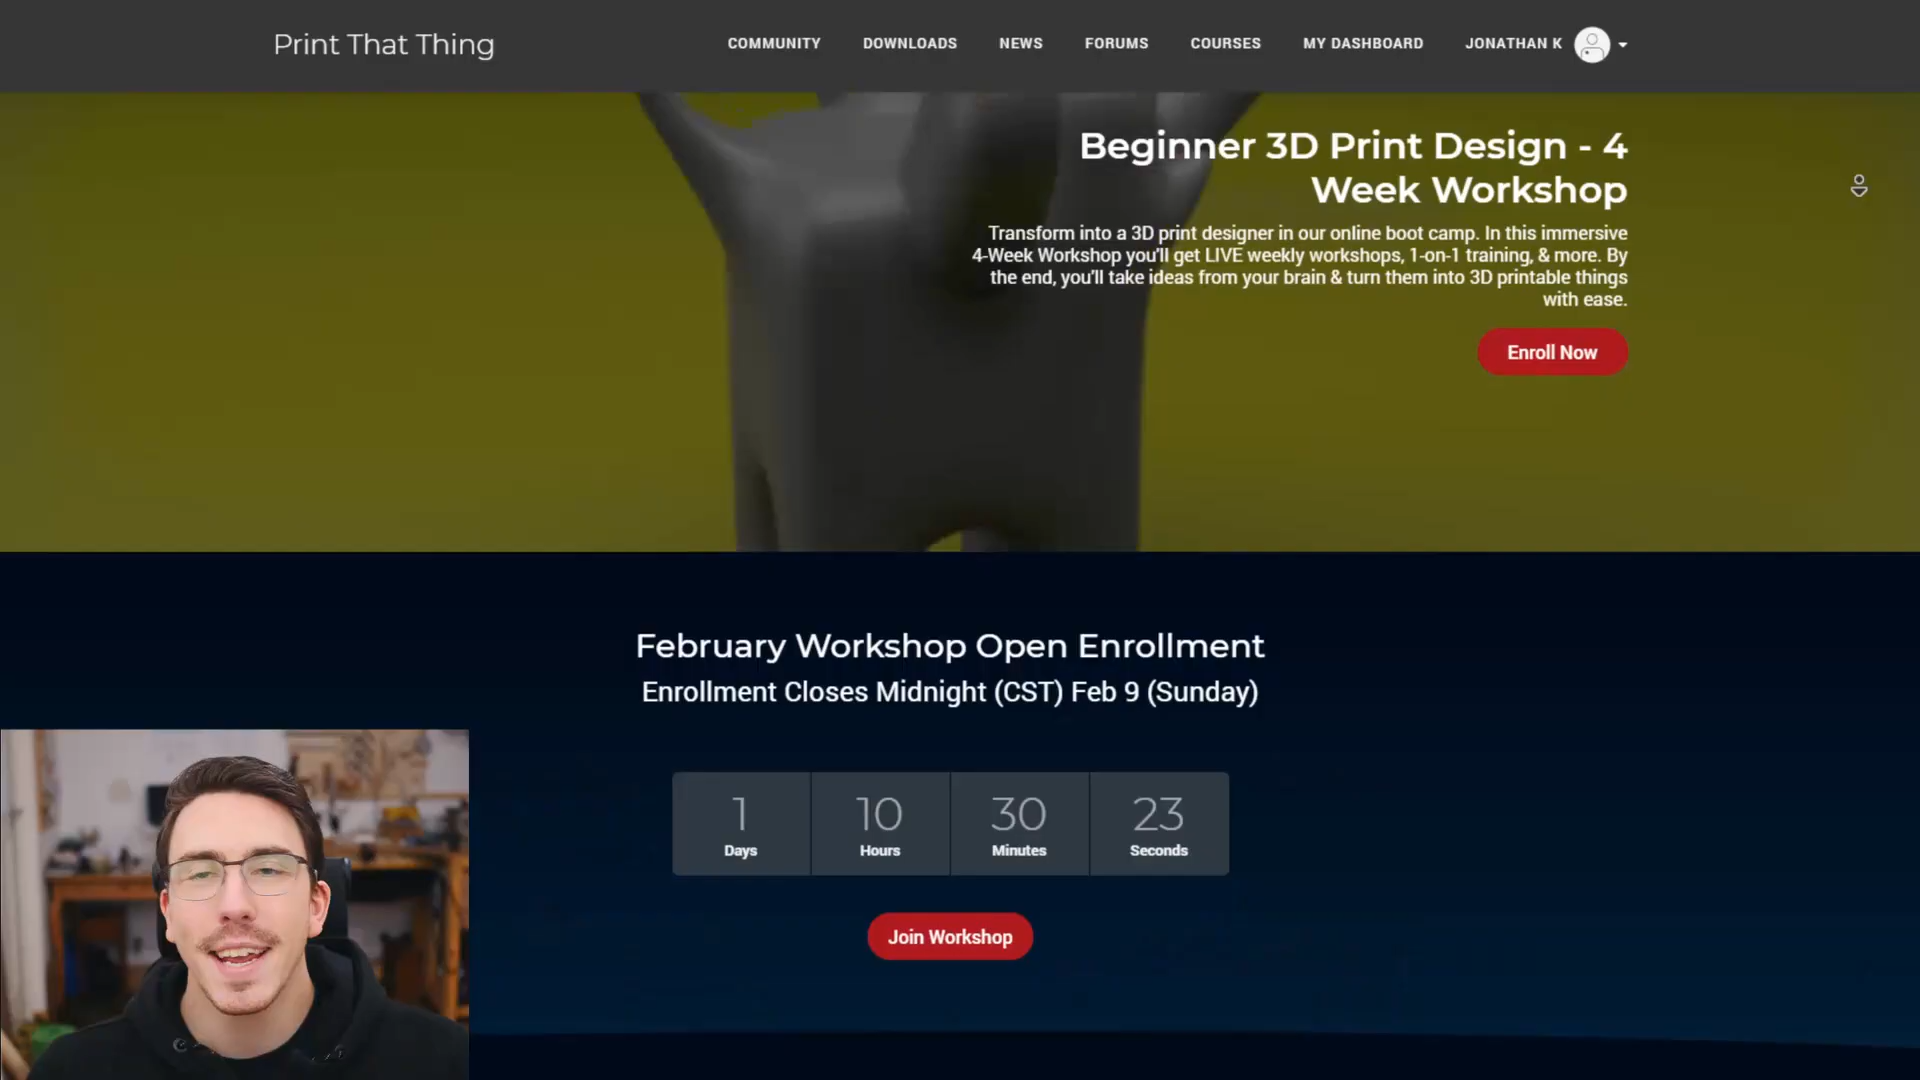 Print That Thing
COMMUNITY
DOWNLOADS
NEWS
FORUMS
COURSES
MY DASHBOARD
JONATHAN K
Beginner 3D Print Design - 4
Week Workshop
Transform into a 3D print designer in our online boot camp. In this immersive
4-Week Workshop you'll get LIVE weekly workshops, 1-on-1 training, & more. By
the end, you'll take ideas from your brain & turn them into 3D printable things
with ease.
Enroll Now
February Workshop Open Enrollment
Enrollment Closes Midnight (CST) Feb 9 (Sunday)
1 10 30 23
Days Hours Minutes Seconds
Join Workshop